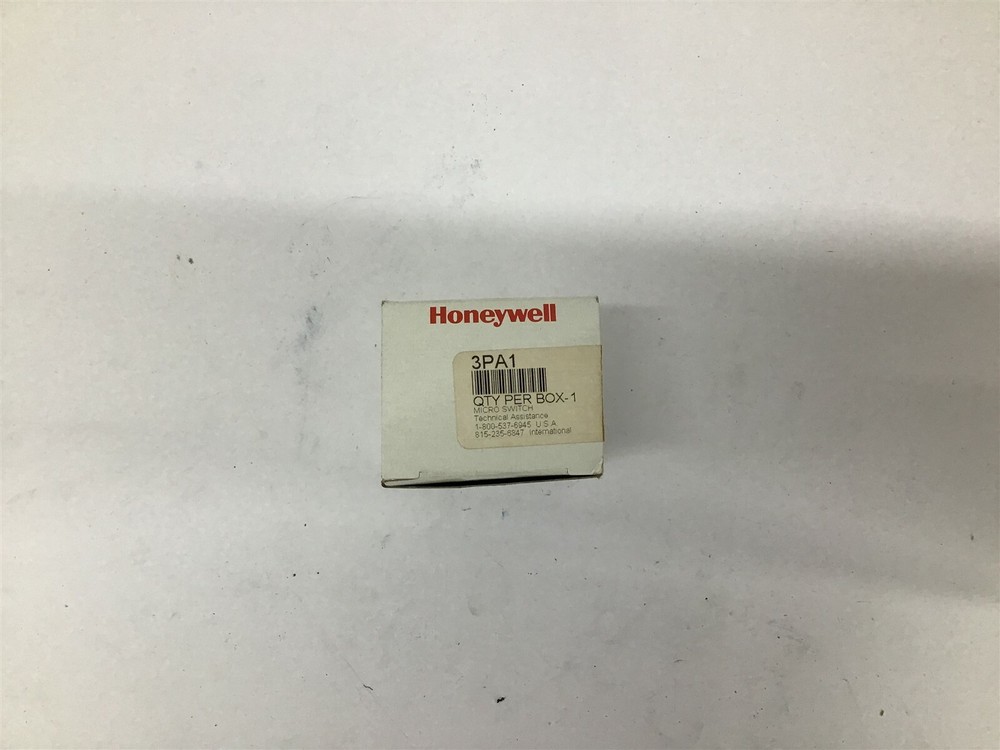 Honeywell
3PA1
QTY PER BOX-1
MICRO SWITCH
Technical Assistance
1-800-537-6945 U.S.A
815-235-6847 International